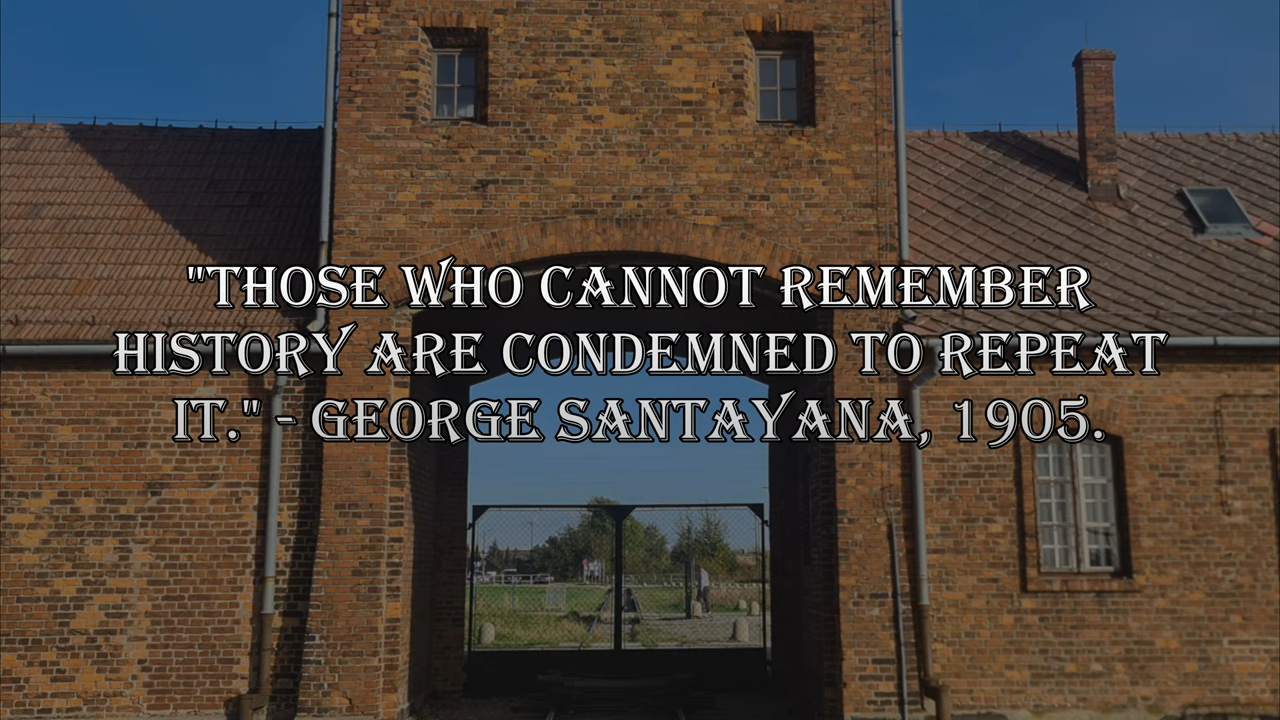 "THOSE WHO CANNOT REMEMBER
HISTORY ARE CONDEMNED TO REPEAT
IT." - GEORGE SANTAYANA, 1905.